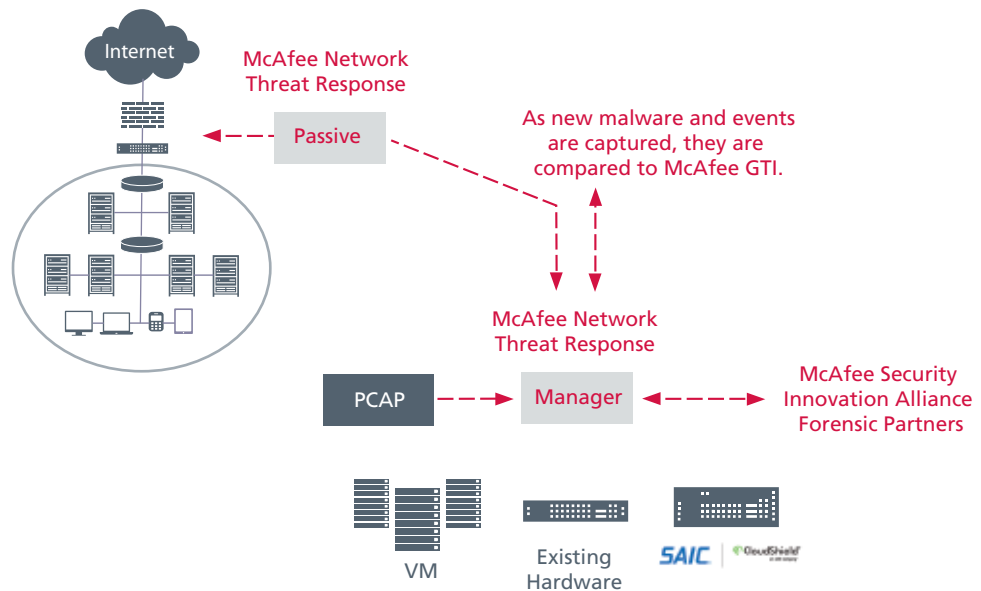 Internet
McAfee Network
Threat Response
Passive
As new malware and events
are captured, they are
compared to McAfee GTI.
McAfee Network
Threat Response
PCAP
Manager
McAfee Security
Innovation Alliance
Forensic Partners
VM
Existing
Hardware
SAIC
CloudShield